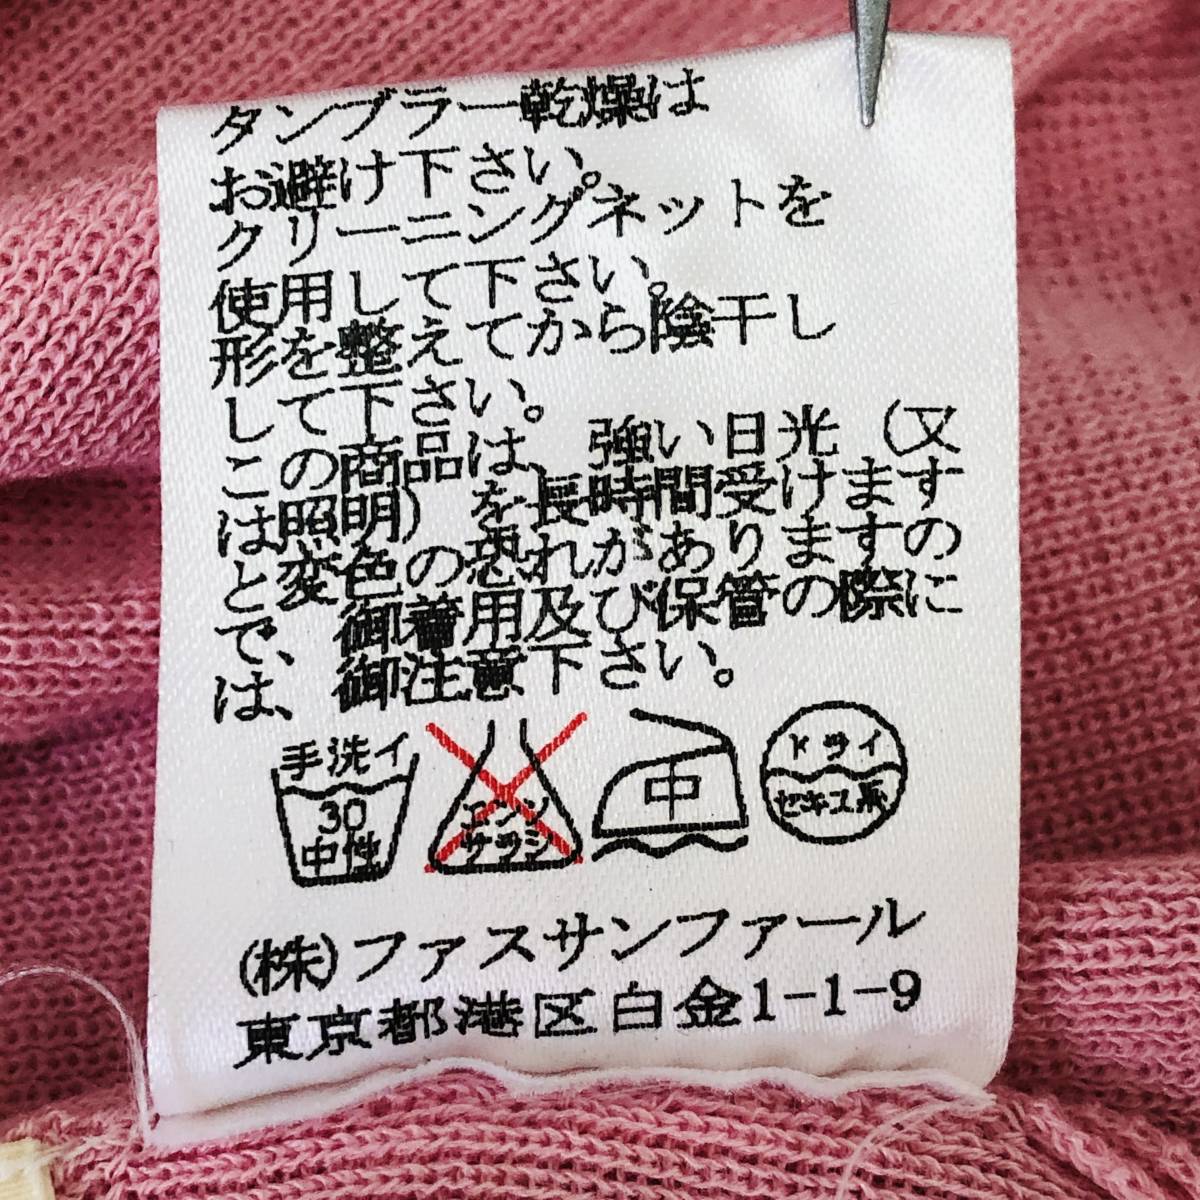 タンブラー乾燥は
お避け下さい。
クリーニングネットを
使用して下さい。
形を整えてから陰干し
して下さい。
この商品は、強い日光（又
は照明）を長時間受けます
と変色の恐れがありますの
で、御着用及び保管の際に
は、御注意下さい。
手洗イ
30
中性
エンソ
サラシ
中
ドライ
セキユ系
(株)ファスサンファール
東京都港区白金1-1-9